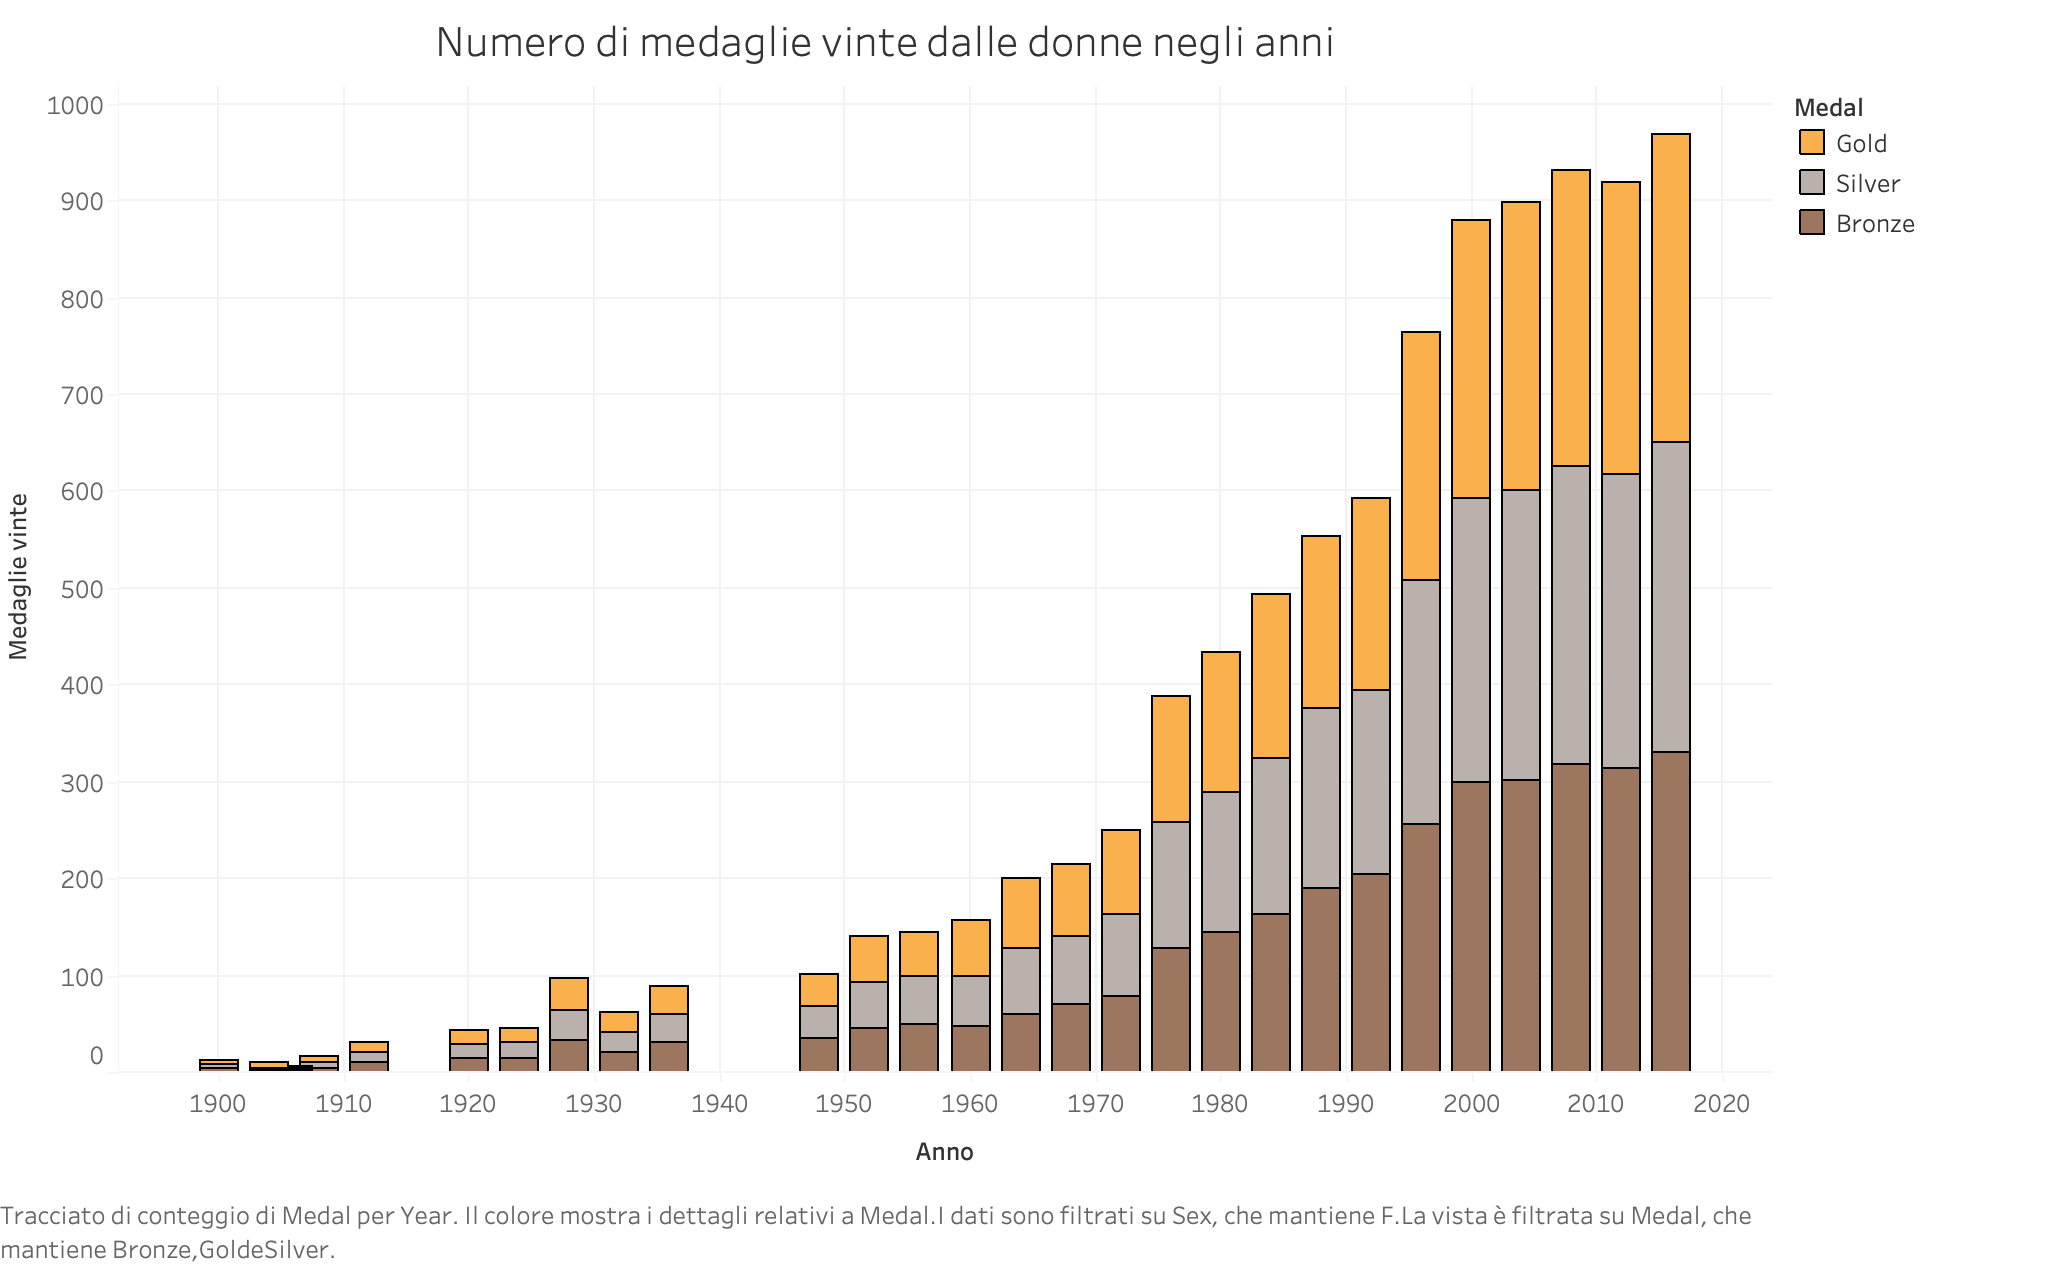 Numero di medaglie vinte dalle donne negli anni
Medal
Gold
Silver
Bronze
Medaglie vinte
1000
900
800
700
600
500
400
300
200
100
0
1900 1910 1920 1930 1940 1950 1960 1970 1980 1990 2000 2010 2020
Anno
Tracciato di conteggio di Medal per Year. Il colore mostra i dettagli relativi a Medal.I dati sono filtrati su Sex, che mantiene F.La vista è filtrata su Medal, che
mantiene Bronze,GoldeSilver.